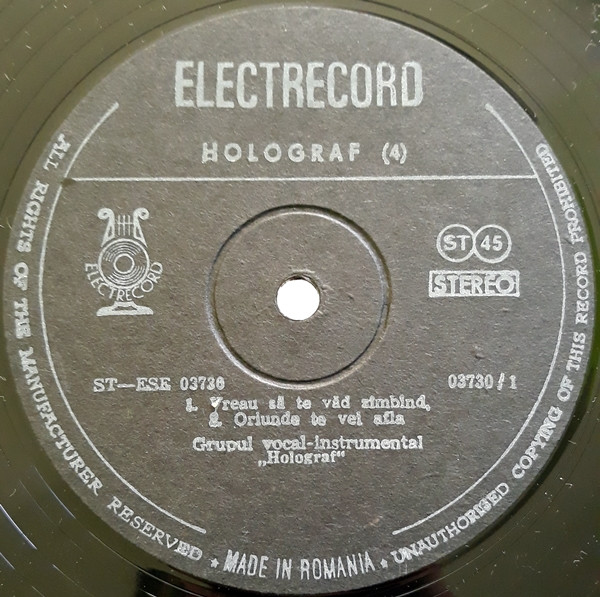 ELECTRECORD
HOLOGRAF (4)
ELECTRECORD
ST 45
STEREO
ST—ESE 03730
03730/1
1. Vreau să te văd zîmbind,
2. Oriunde te vei afla
Grupul vocal-instrumental
„Holograf“
ALL RIGHTS OF THE MANUFACTURER RESERVED ★ MADE IN ROMANIA ★ UNAUTHORISED COPYING OF THIS RECORD PROHIBITED